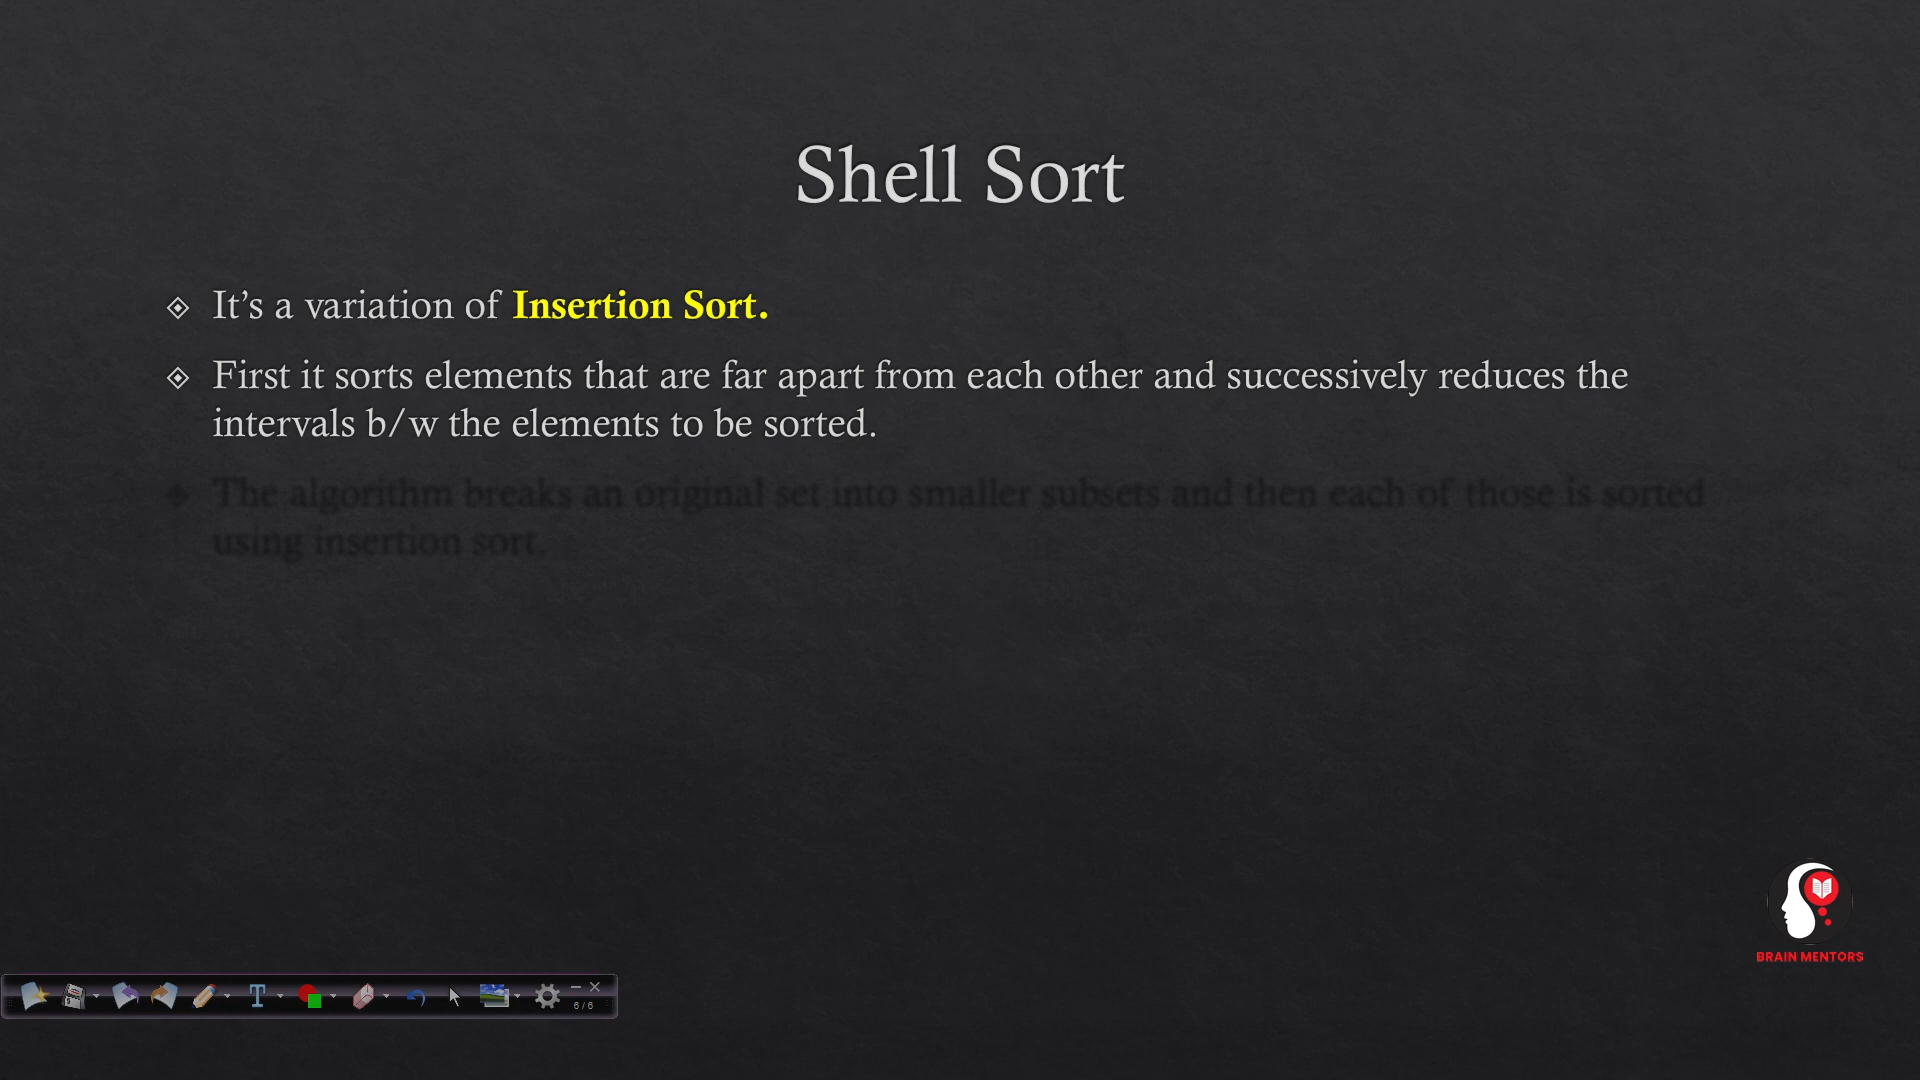 Shell Sort
It’s a variation of Insertion Sort.
First it sorts elements that are far apart from each other and successively reduces the
intervals b/w the elements to be sorted.
The algorithm breaks an original set into smaller subsets and then each of those is sorted
using insertion sort.
BRAIN MENTORS
T
6/6